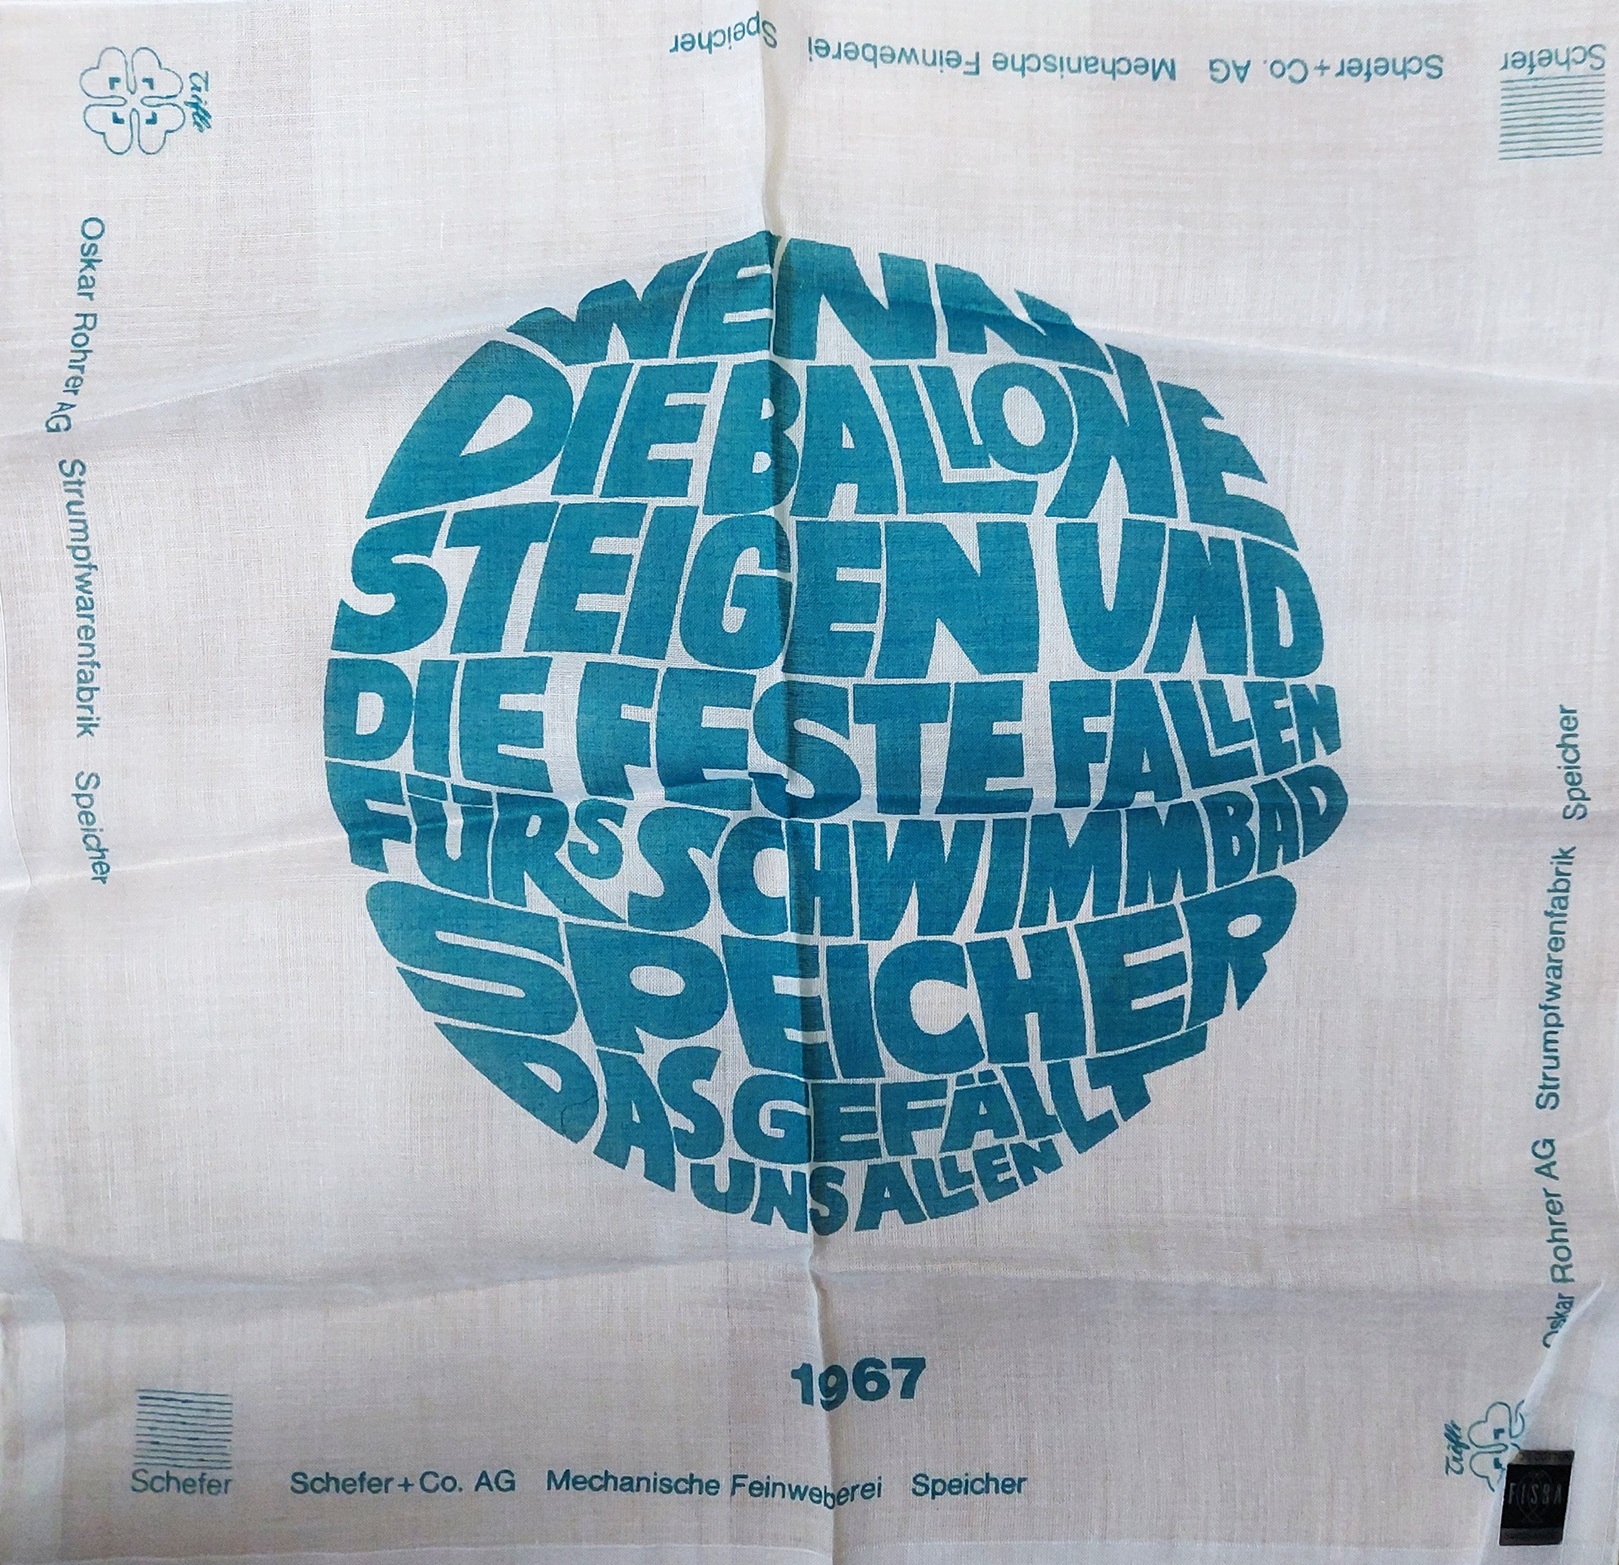 Schefer
Schefer+Co. AG Mechanische Feinweberei Speicher
Oskar Rohrer AG Strumpfwarenfabrik Speicher
WENN
DIE BALLONE
STEIGEN UND
DIE FESTE FALLEN
FÜRS SCHWIMMBAD
SPEICHER
DAS GEFÄLLT
UNS ALLEN
1967
Oskar Rohrer AG Strumpfwarenfabrik Speicher
Schefer
Schefer+Co. AG Mechanische Feinweberei Speicher
FISBA